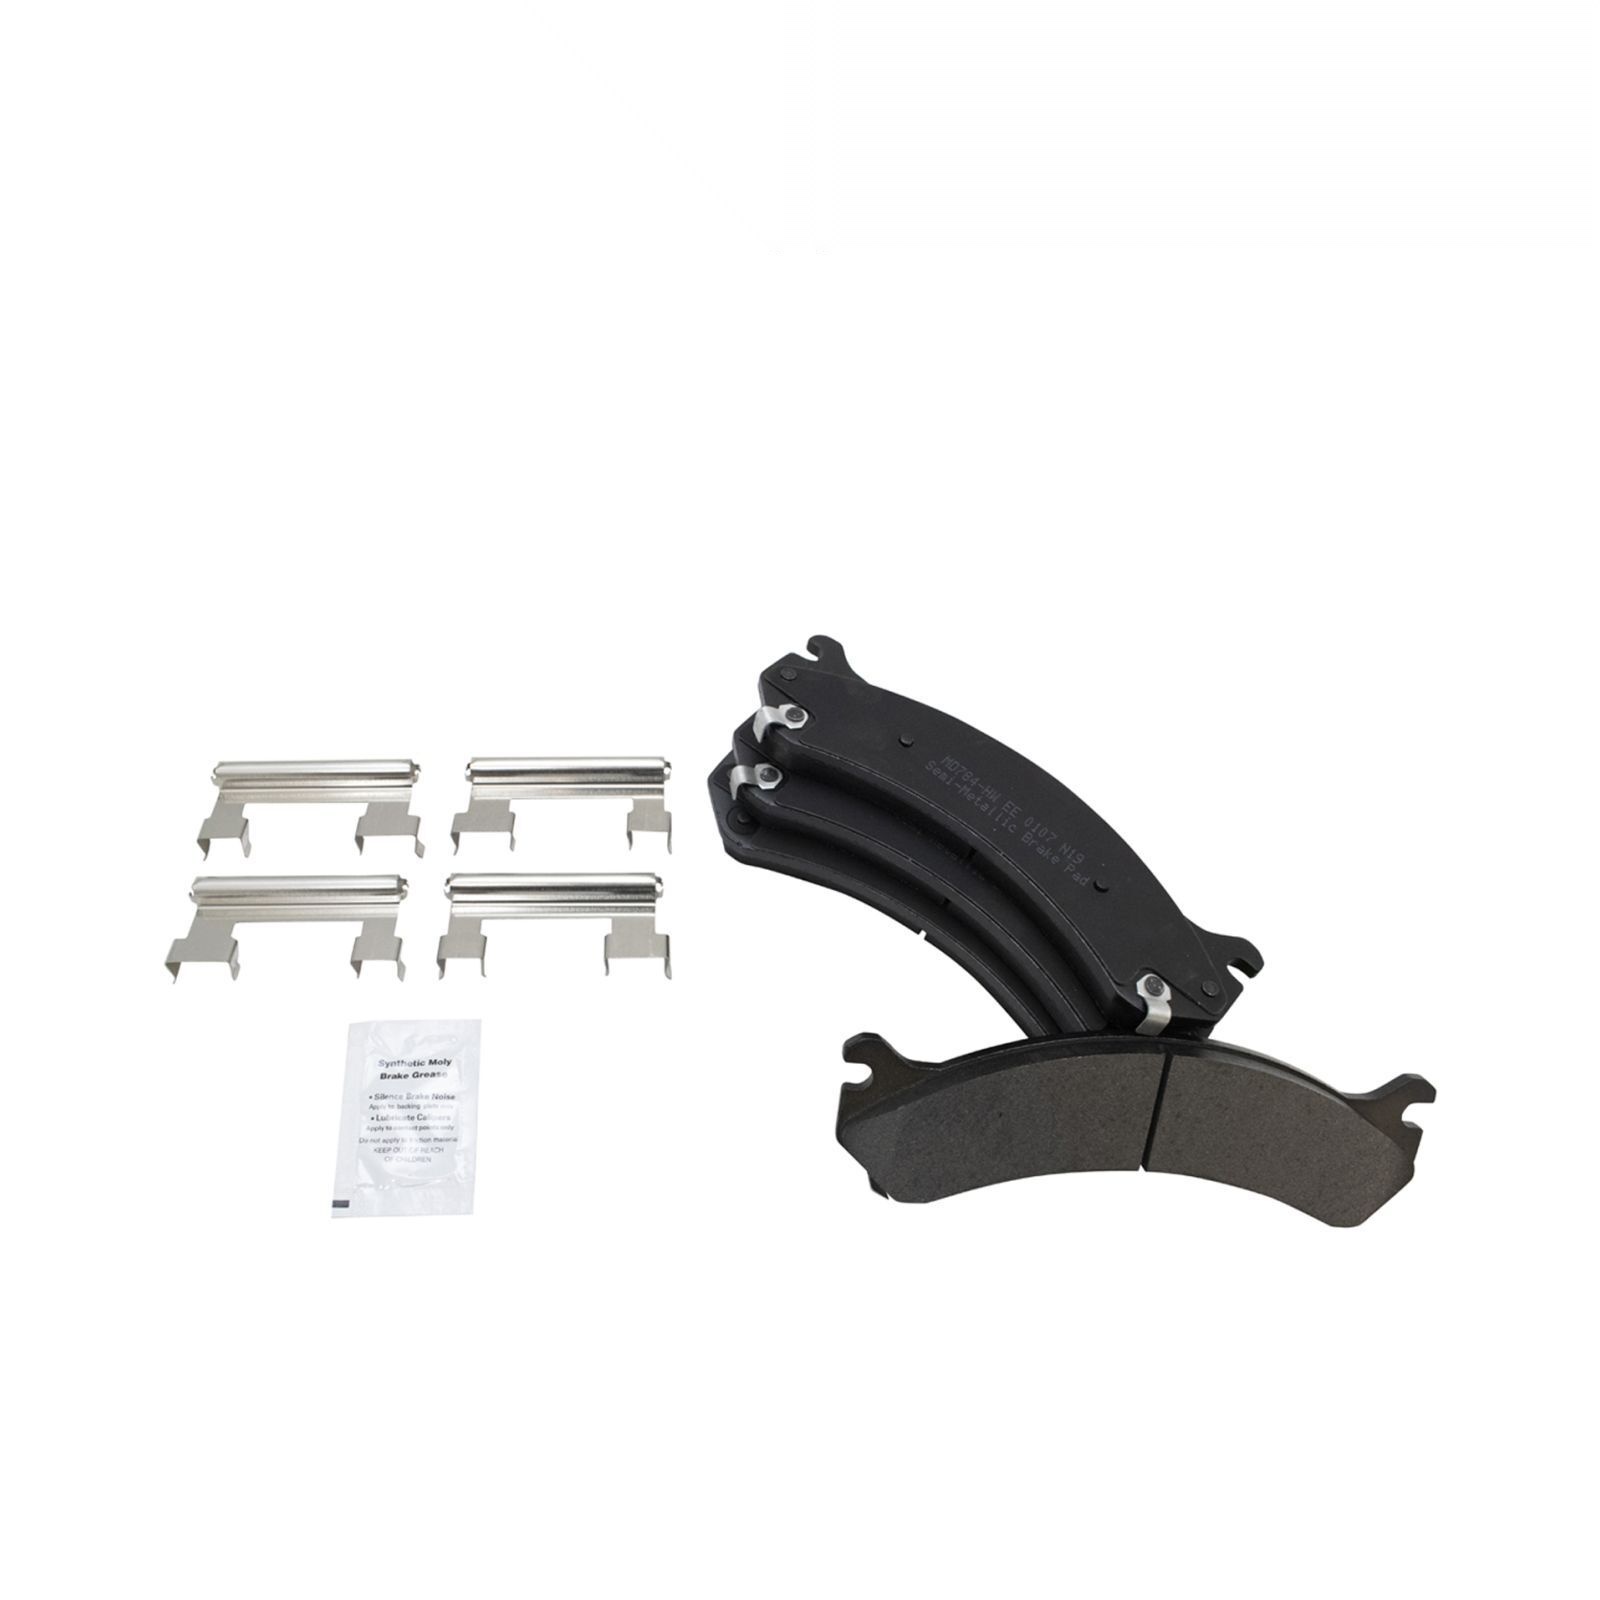 MD784-HW EE 0107 N19
Semi-Metallic Brake Pad
Synthetic Moly
Brake Grease
• Silence Brake Noise
Apply to backing plate only
• Lubricate Calipers
Apply to contact points only
Do not apply to friction material
KEEP OUT OF REACH
OF CHILDREN